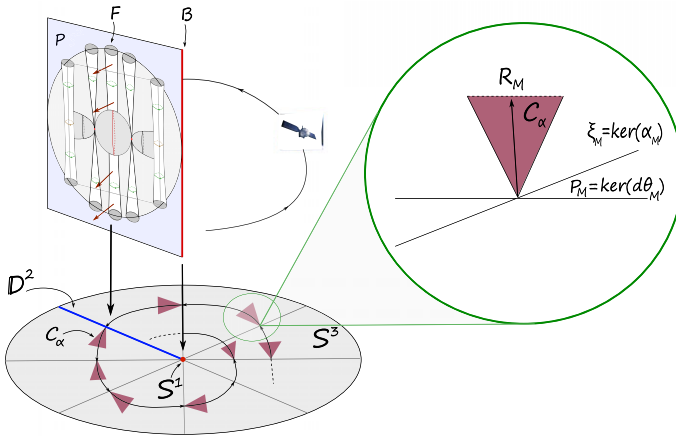 P
F
B
R_M
C_α
ξ_M=ker(α_M)
P_M=ker(dθ_M)
𝔻²
C_α
S³
S¹